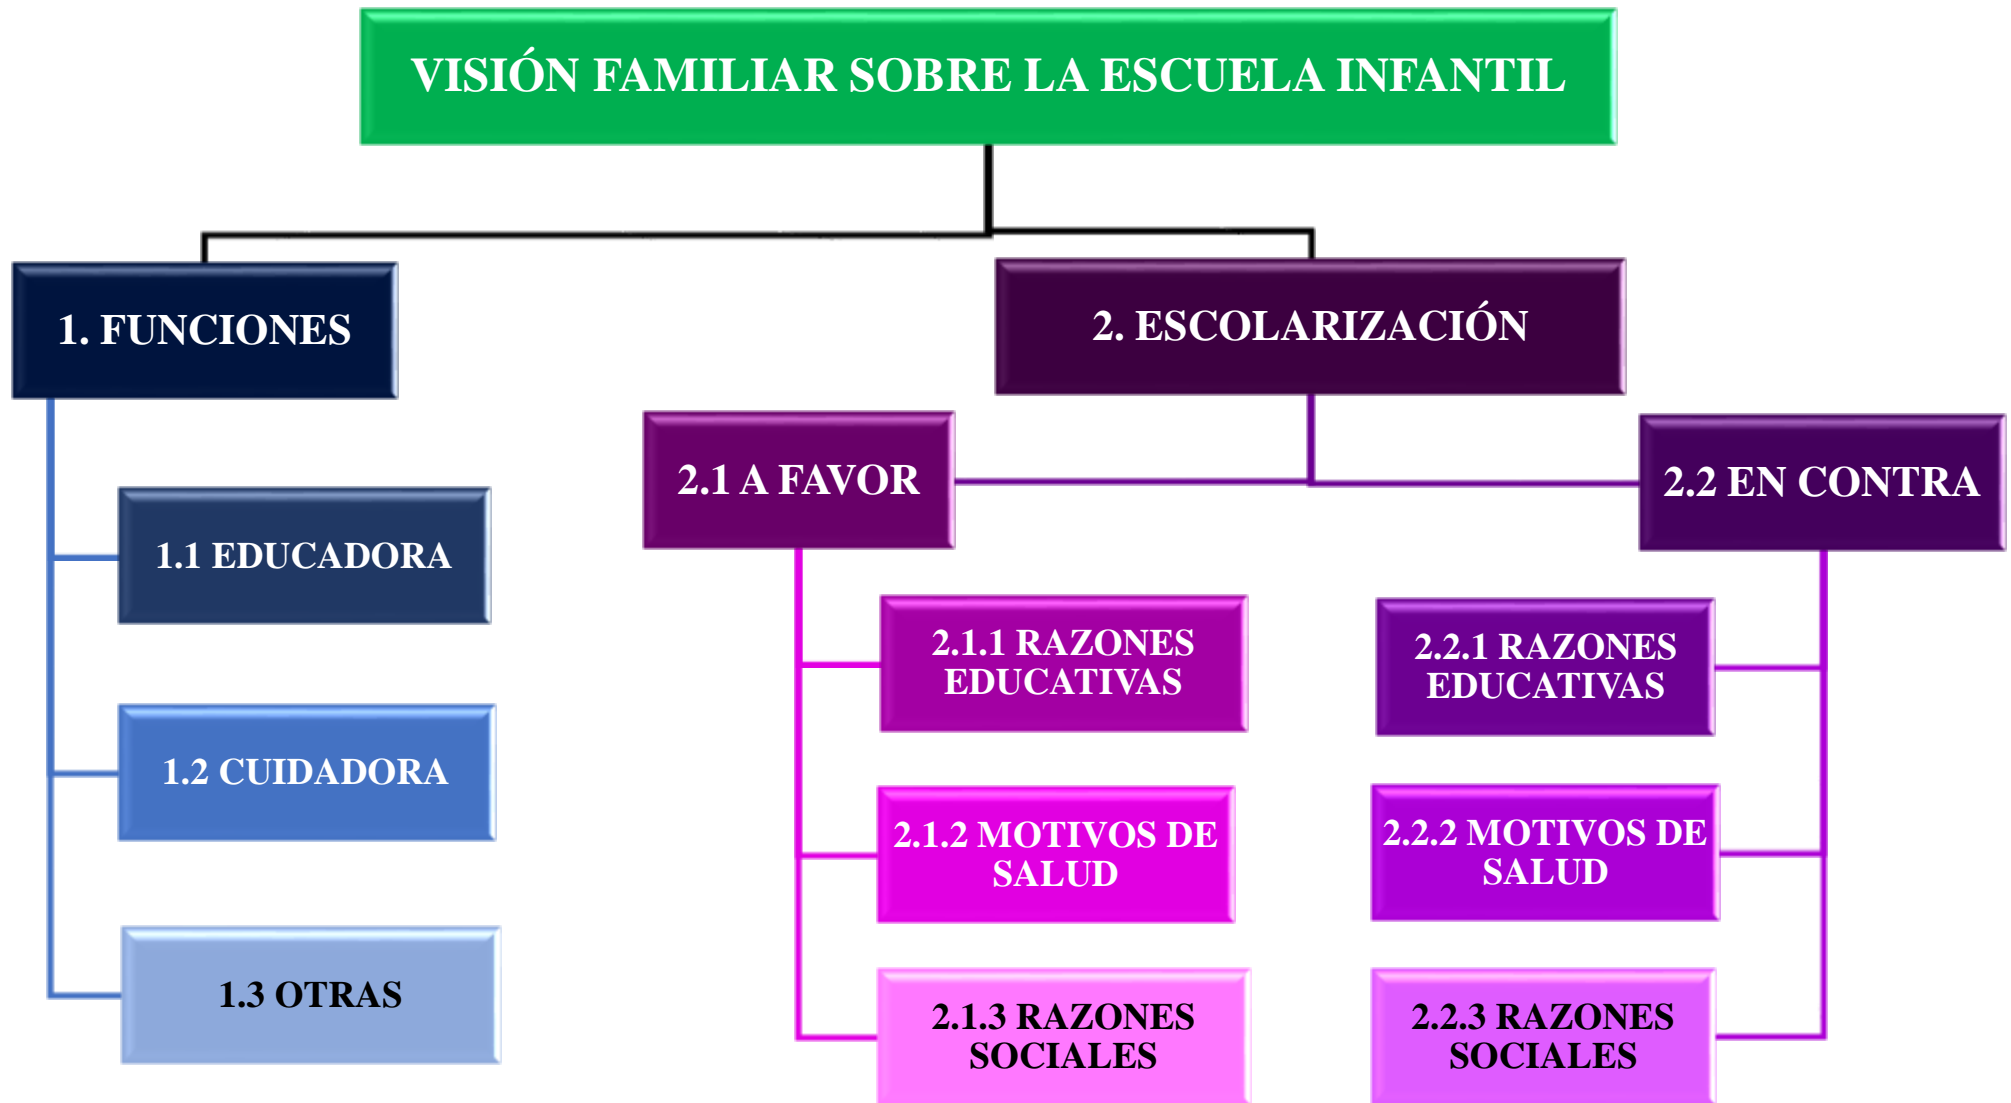 VISIÓN FAMILIAR SOBRE LA ESCUELA INFANTIL
1. FUNCIONES
1.1 EDUCADORA
1.2 CUIDADORA
1.3 OTRAS
2. ESCOLARIZACIÓN
2.1 A FAVOR
2.1.1 RAZONES
EDUCATIVAS
2.1.2 MOTIVOS DE
SALUD
2.1.3 RAZONES
SOCIALES
2.2 EN CONTRA
2.2.1 RAZONES
EDUCATIVAS
2.2.2 MOTIVOS DE
SALUD
2.2.3 RAZONES
SOCIALES